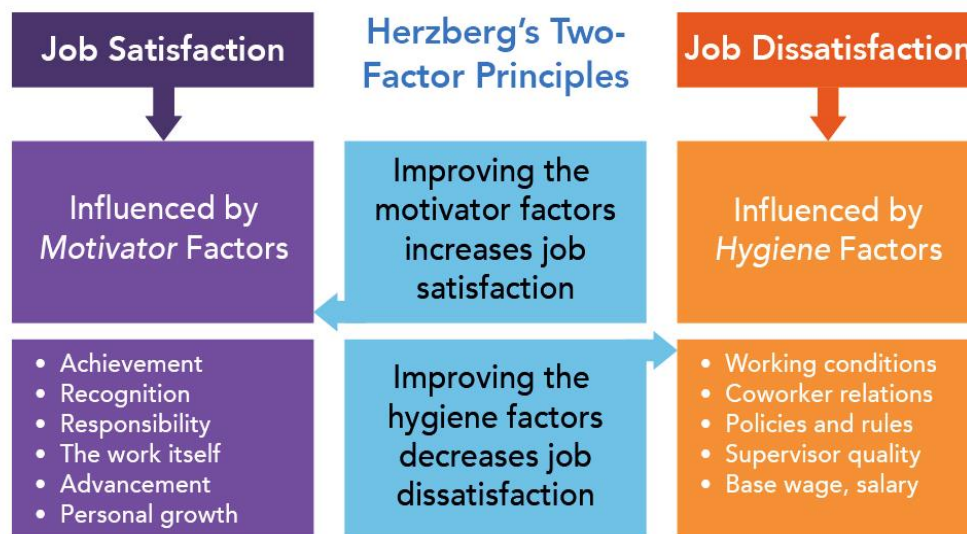 Job Satisfaction
Herzberg’s Two-
Factor Principles
Job Dissatisfaction
Influenced by
Motivator Factors
Improving the
motivator factors
increases job
satisfaction
Influenced by
Hygiene Factors
• Achievement
• Recognition
• Responsibility
• The work itself
• Advancement
• Personal growth
Improving the
hygiene factors
decreases job
dissatisfaction
• Working conditions
• Coworker relations
• Policies and rules
• Supervisor quality
• Base wage, salary